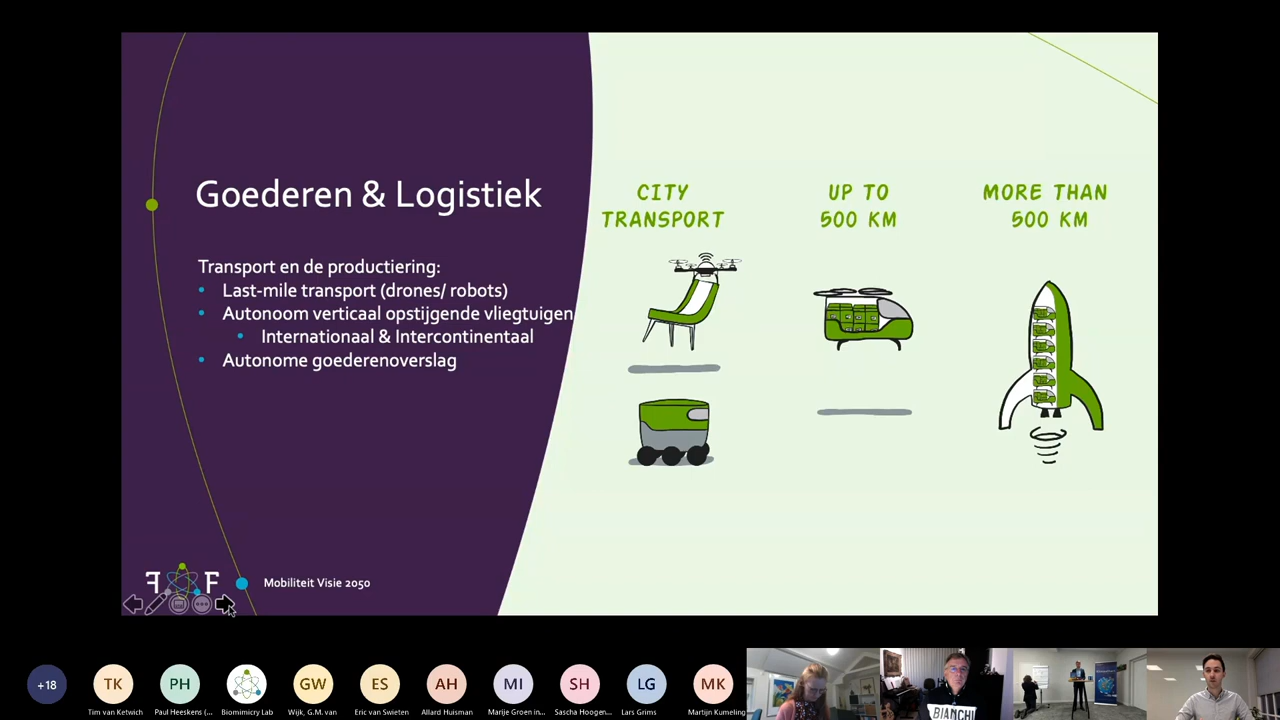 Goederen & Logistiek
Transport en de productiering:
• Last-mile transport (drones/ robots)
• Autonoom verticaal opstijgende vliegtuigen
• Internationaal & Intercontinentaal
• Autonome goederenoverslag
CITY
TRANSPORT
UP TO
500 KM
MORE THAN
500 KM
F F
Mobiliteit Visie 2050
+18
TK
PH
GW
ES
AH
MI
SH
LG
MK
Tim van Ketwich
Paul Heeskens (...
Biomimicry Lab
Wijk, G.M. van
Eric van Swieten
Allard Huisman
Marije Groen in...
Sascha Hoogen...
Lars Grims
Martijn Kumeling
BIANCHI